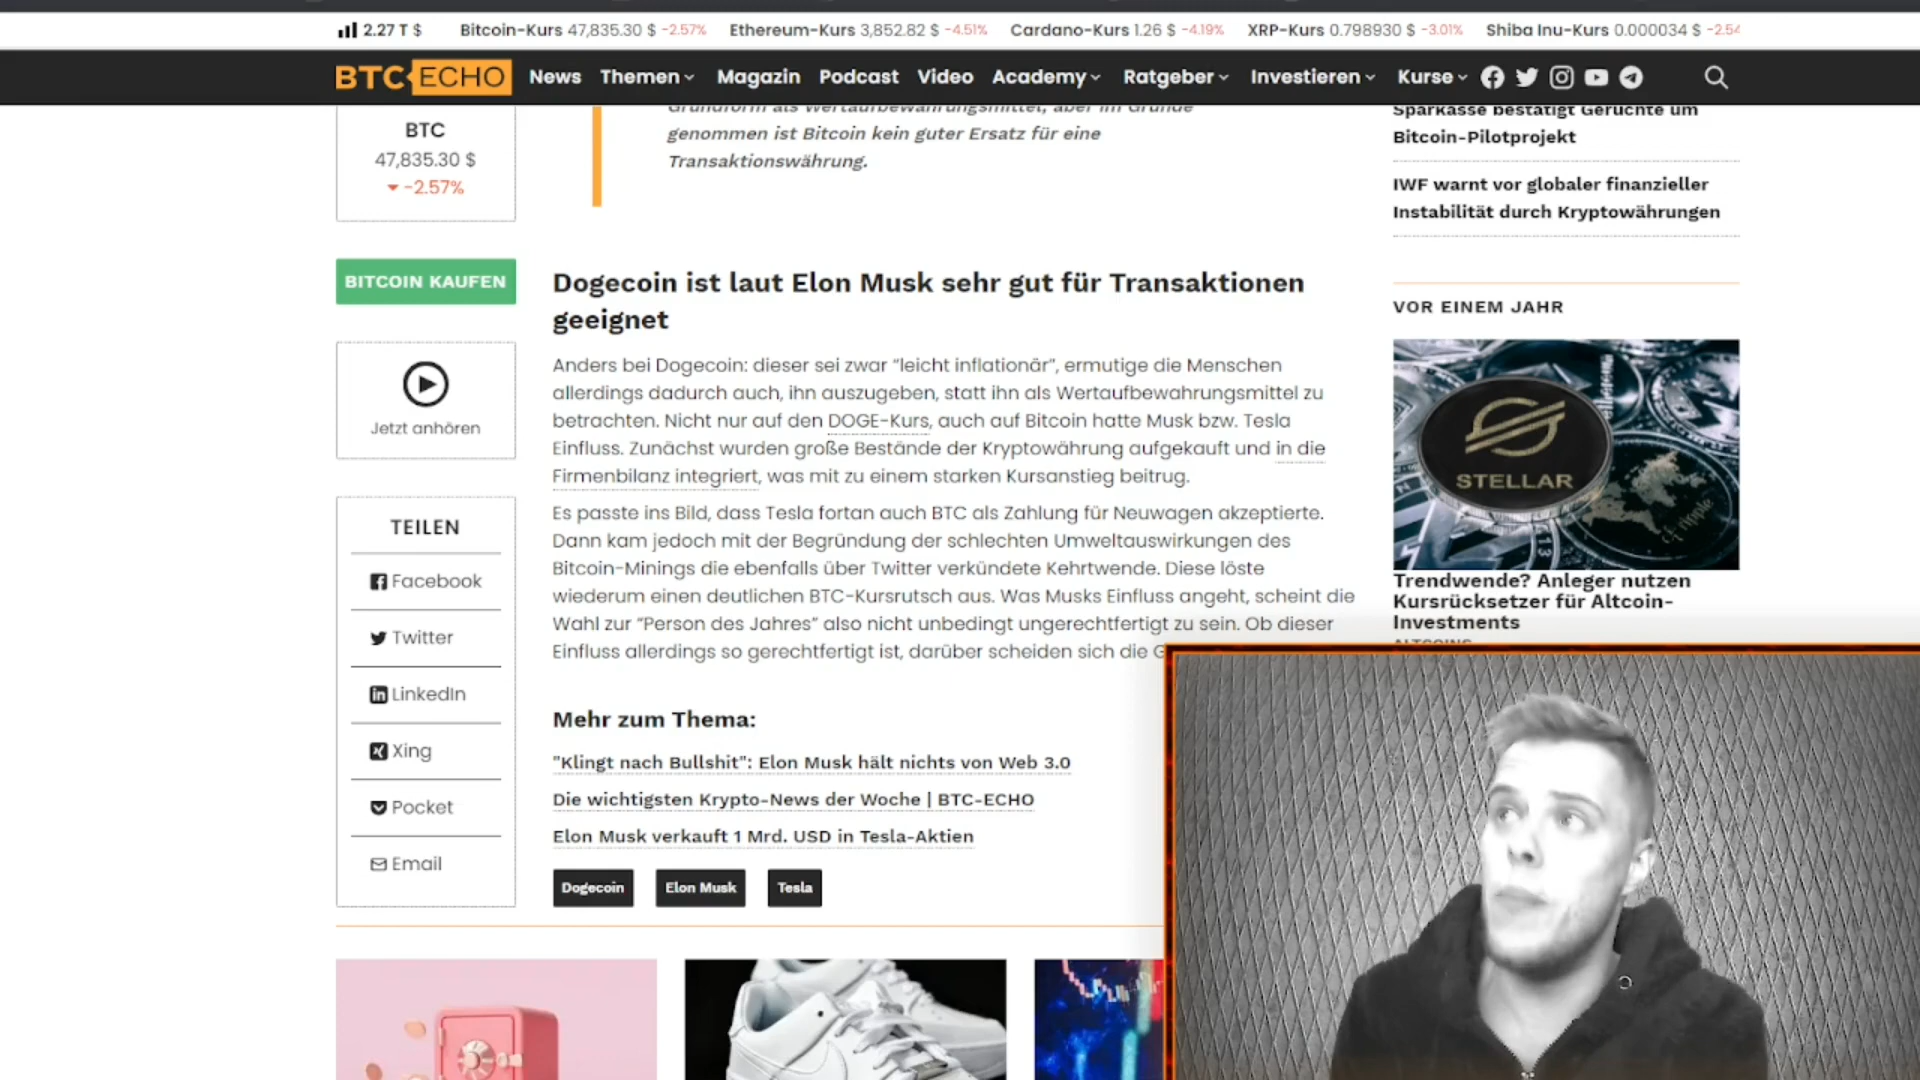 2.27 T $ Bitcoin-Kurs 47,835.30 $ -2.57% Ethereum-Kurs 3,852.82 $ -4.51% Cardano-Kurs 1.26 $ -4.19% XRP-Kurs 0.798930 $ -3.01% Shiba Inu-Kurs 0.000034 $
BTC ECHO News Themen Magazin Podcast Video Academy Ratgeber Investieren Kurse
BTC
47,835.30 $
-2.57%
BITCOIN KAUFEN
Jetzt anhören
TEILEN
Facebook
Twitter
LinkedIn
Xing
Pocket
Email
Grundform als Wertaufbewahrungsmittel, aber im Grunde
genommen ist Bitcoin kein guter Ersatz für eine
Transaktionswährung.
Dogecoin ist laut Elon Musk sehr gut für Transaktionen
geeignet
Anders bei Dogecoin: dieser sei zwar “leicht inflationär”, ermutige die Menschen
allerdings dadurch auch, ihn auszugeben, statt ihn als Wertaufbewahrungsmittel zu
betrachten. Nicht nur auf den DOGE-Kurs, auch auf Bitcoin hatte Musk bzw. Tesla
Einfluss. Zunächst wurden große Bestände der Kryptowährung aufgekauft und in die
Firmenbilanz integriert, was mit zu einem starken Kursanstieg beitrug.
Es passte ins Bild, dass Tesla fortan auch BTC als Zahlung für Neuwagen akzeptierte.
Dann kam jedoch mit der Begründung der schlechten Umweltauswirkungen des
Bitcoin-Minings die ebenfalls über Twitter verkündete Kehrtwende. Diese löste
wiederum einen deutlichen BTC-Kursrutsch aus. Was Musks Einfluss angeht, scheint die
Wahl zur “Person des Jahres” also nicht unbedingt ungerechtfertigt zu sein. Ob dieser
Einfluss allerdings so gerechtfertigt ist, darüber scheiden sich die
Mehr zum Thema:
"Klingt nach Bullshit": Elon Musk hält nichts von Web 3.0
Die wichtigsten Krypto-News der Woche | BTC-ECHO
Elon Musk verkauft 1 Mrd. USD in Tesla-Aktien
Dogecoin Elon Musk Tesla
Sparkasse bestätigt Gerüchte um
Bitcoin-Pilotprojekt
IWF warnt vor globaler finanzieller
Instabilität durch Kryptowährungen
VOR EINEM JAHR
STELLAR
ripple
Trendwende? Anleger nutzen
Kursrücksetzer für Altcoin-
Investments